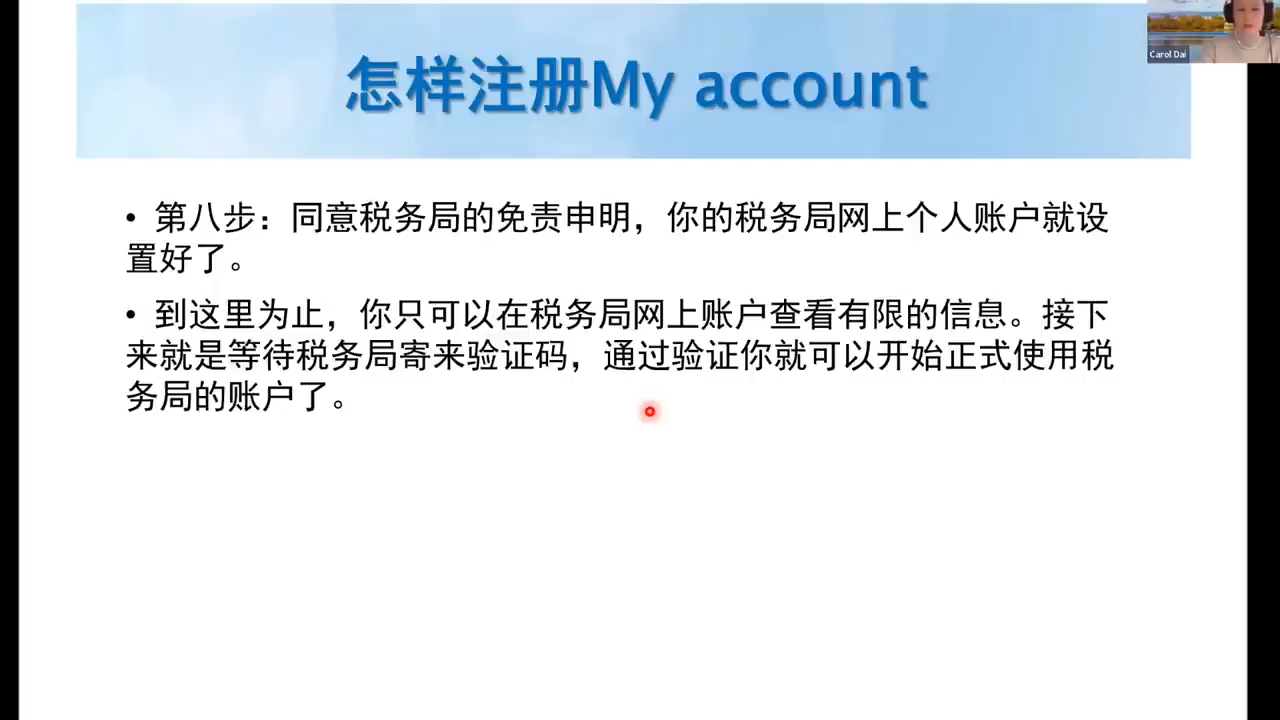 怎样注册My account
Carol Dai
• 第八步：同意税务局的免责申明，你的税务局网上个人账户就设
置好了。
• 到这里为止，你只可以在税务局网上账户查看有限的信息。接下
来就是等待税务局寄来验证码，通过验证你就可以开始正式使用税
务局的账户了。